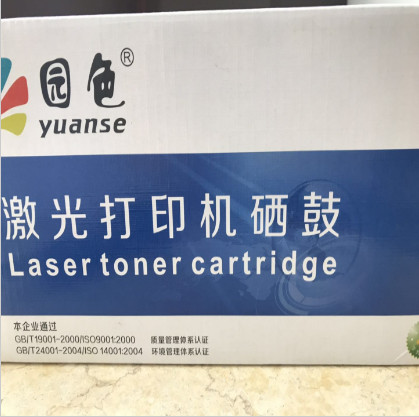 园色®
yuanse
激光打印机硒鼓
Laser toner cartridge
本企业通过
GB/T19001-2000/ISO9001:2000 质量管理体系认证
GB/T24001-2004/ISO 14001:2004 环境管理体系认证